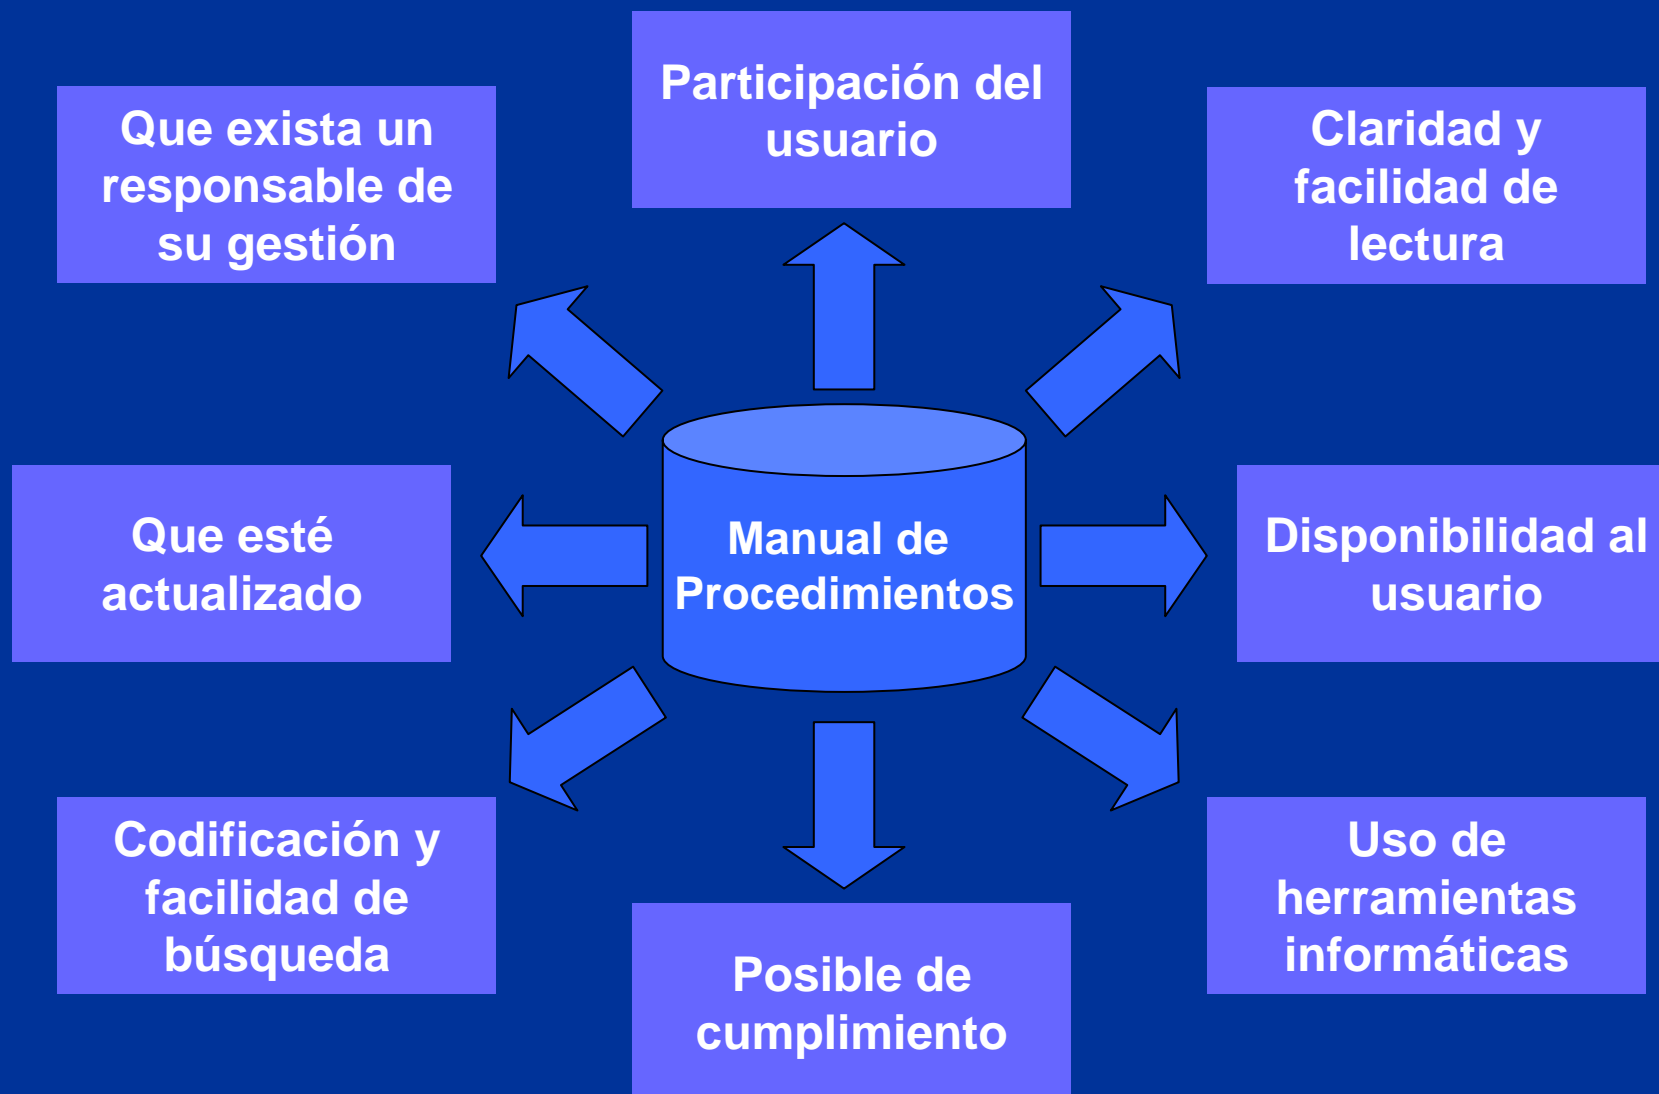 Participación del
usuario
Que exista un
responsable de
su gestión
Claridad y
facilidad de
lectura
Que esté
actualizado
Manual de
Procedimientos
Disponibilidad al
usuario
Codificación y
facilidad de
búsqueda
Uso de
herramientas
informáticas
Posible de
cumplimiento